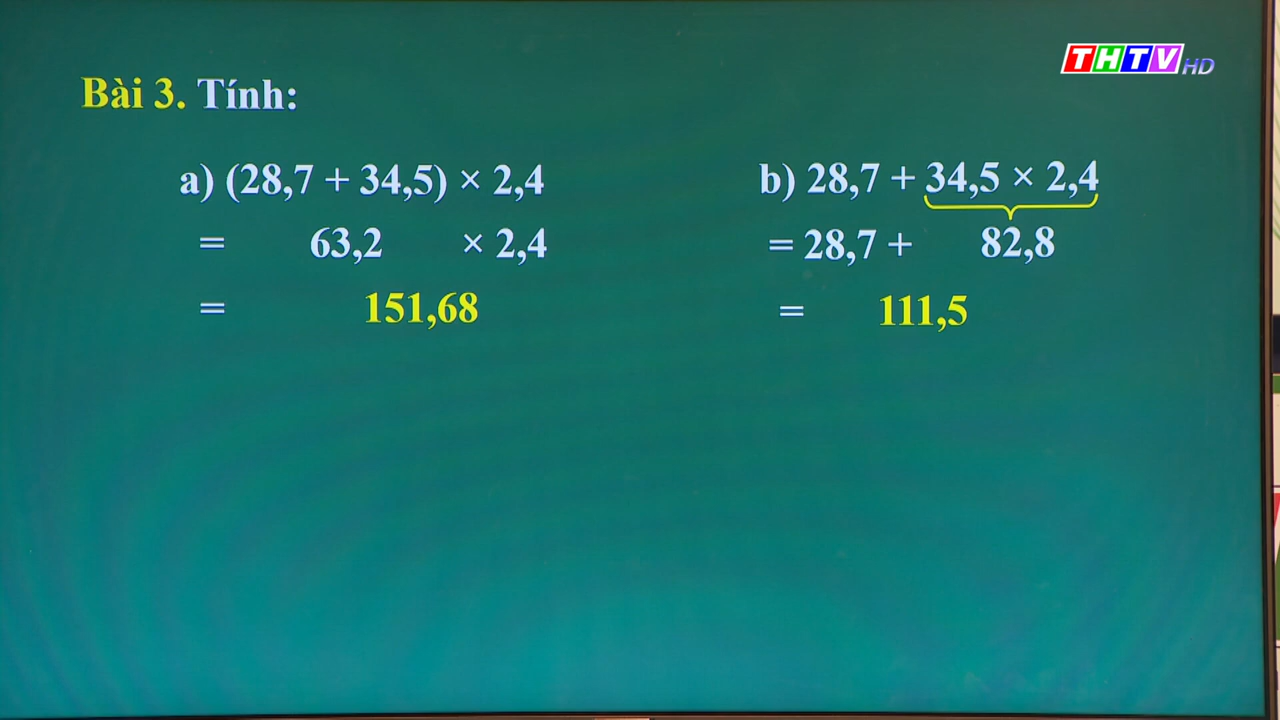 THTV HD
Bài 3. Tính:
a) (28,7 + 34,5) × 2,4
= 63,2 × 2,4
= 151,68
b) 28,7 + 34,5 × 2,4
= 28,7 + 82,8
= 111,5